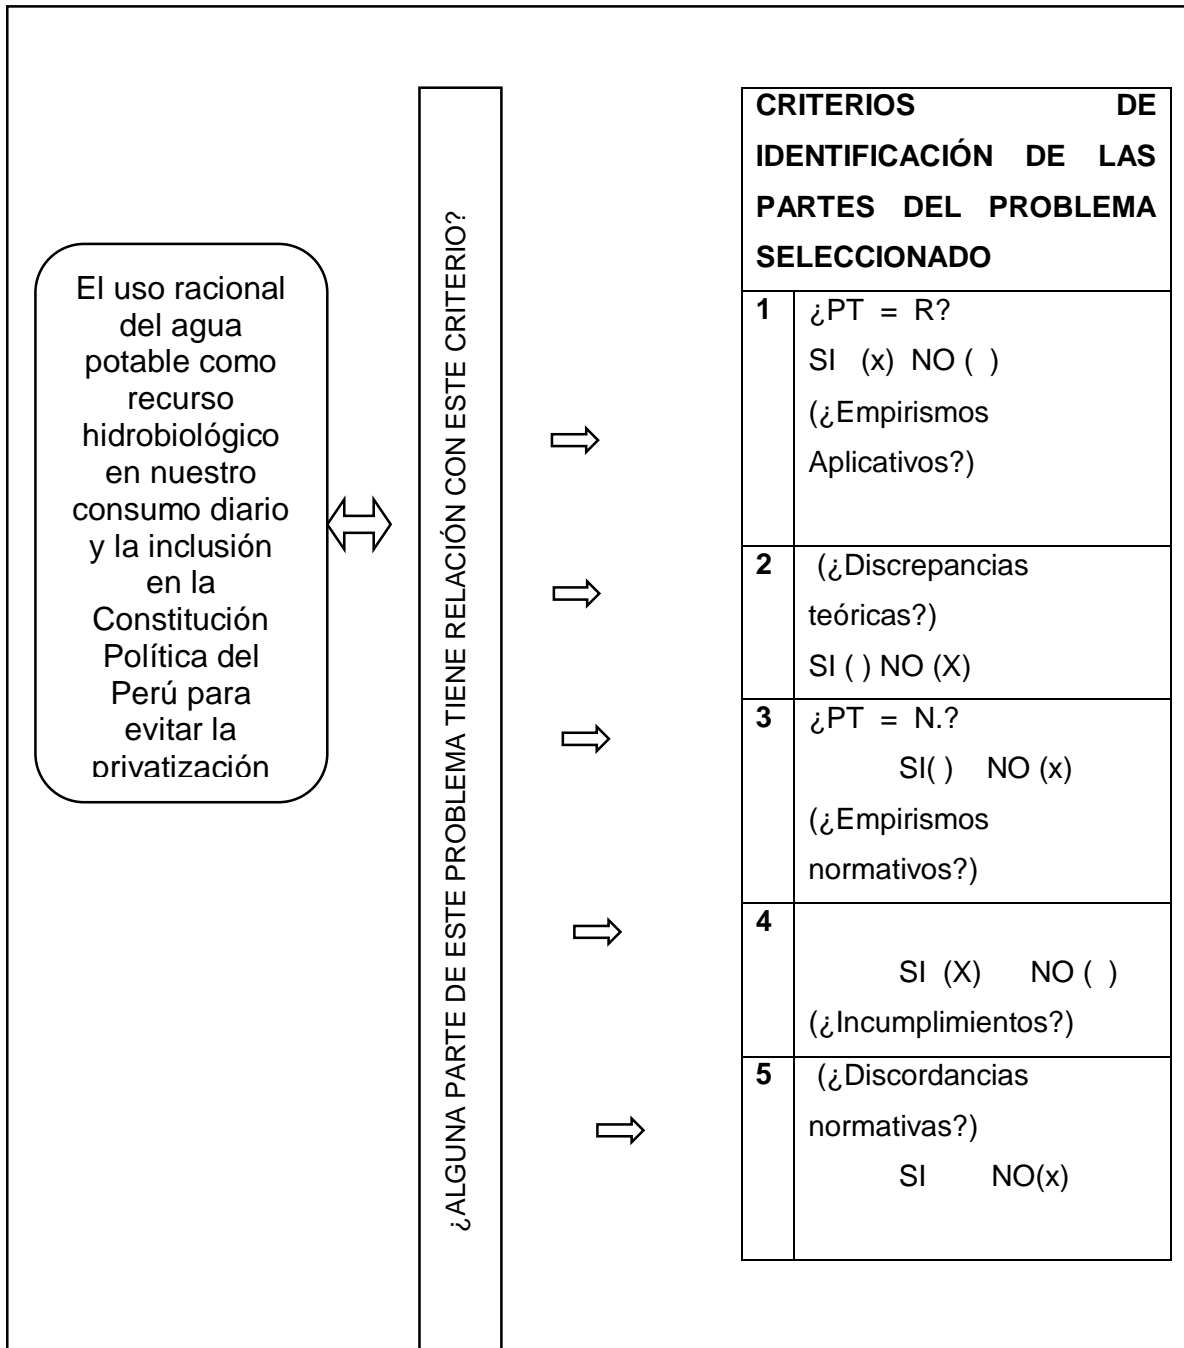 El uso racional
del agua
potable como
recurso
hidrobiológico
en nuestro
consumo diario
y la inclusión
en la
Constitución
Política del
Perú para
evitar la
privatización
¿ALGUNA PARTE DE ESTE PROBLEMA TIENE RELACIÓN CON ESTE CRITERIO?
CRITERIOS DE
IDENTIFICACIÓN DE LAS
PARTES DEL PROBLEMA
SELECCIONADO
1 ¿PT = R?
SI (x) NO ( )
(¿Empirismos
Aplicativos?)
2 (¿Discrepancias
teóricas?)
SI ( ) NO (X)
3 ¿PT = N.?
SI( ) NO (x)
(¿Empirismos
normativos?)
4
SI (X) NO ( )
(¿Incumplimientos?)
5 (¿Discordancias
normativas?)
SI NO(x)